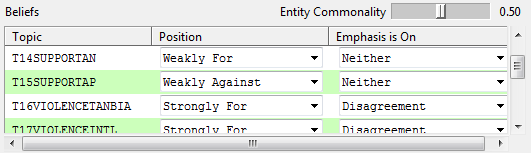 Beliefs Entity Commonality 0.50
Topic Position Emphasis is On
T14SUPPORTAN Weakly For Neither
T15SUPPORTAP Weakly Against Neither
T16VIOLENCETANBIA Strongly For Disagreement
T17VIOLENCEINTL Strongly For Disagreement